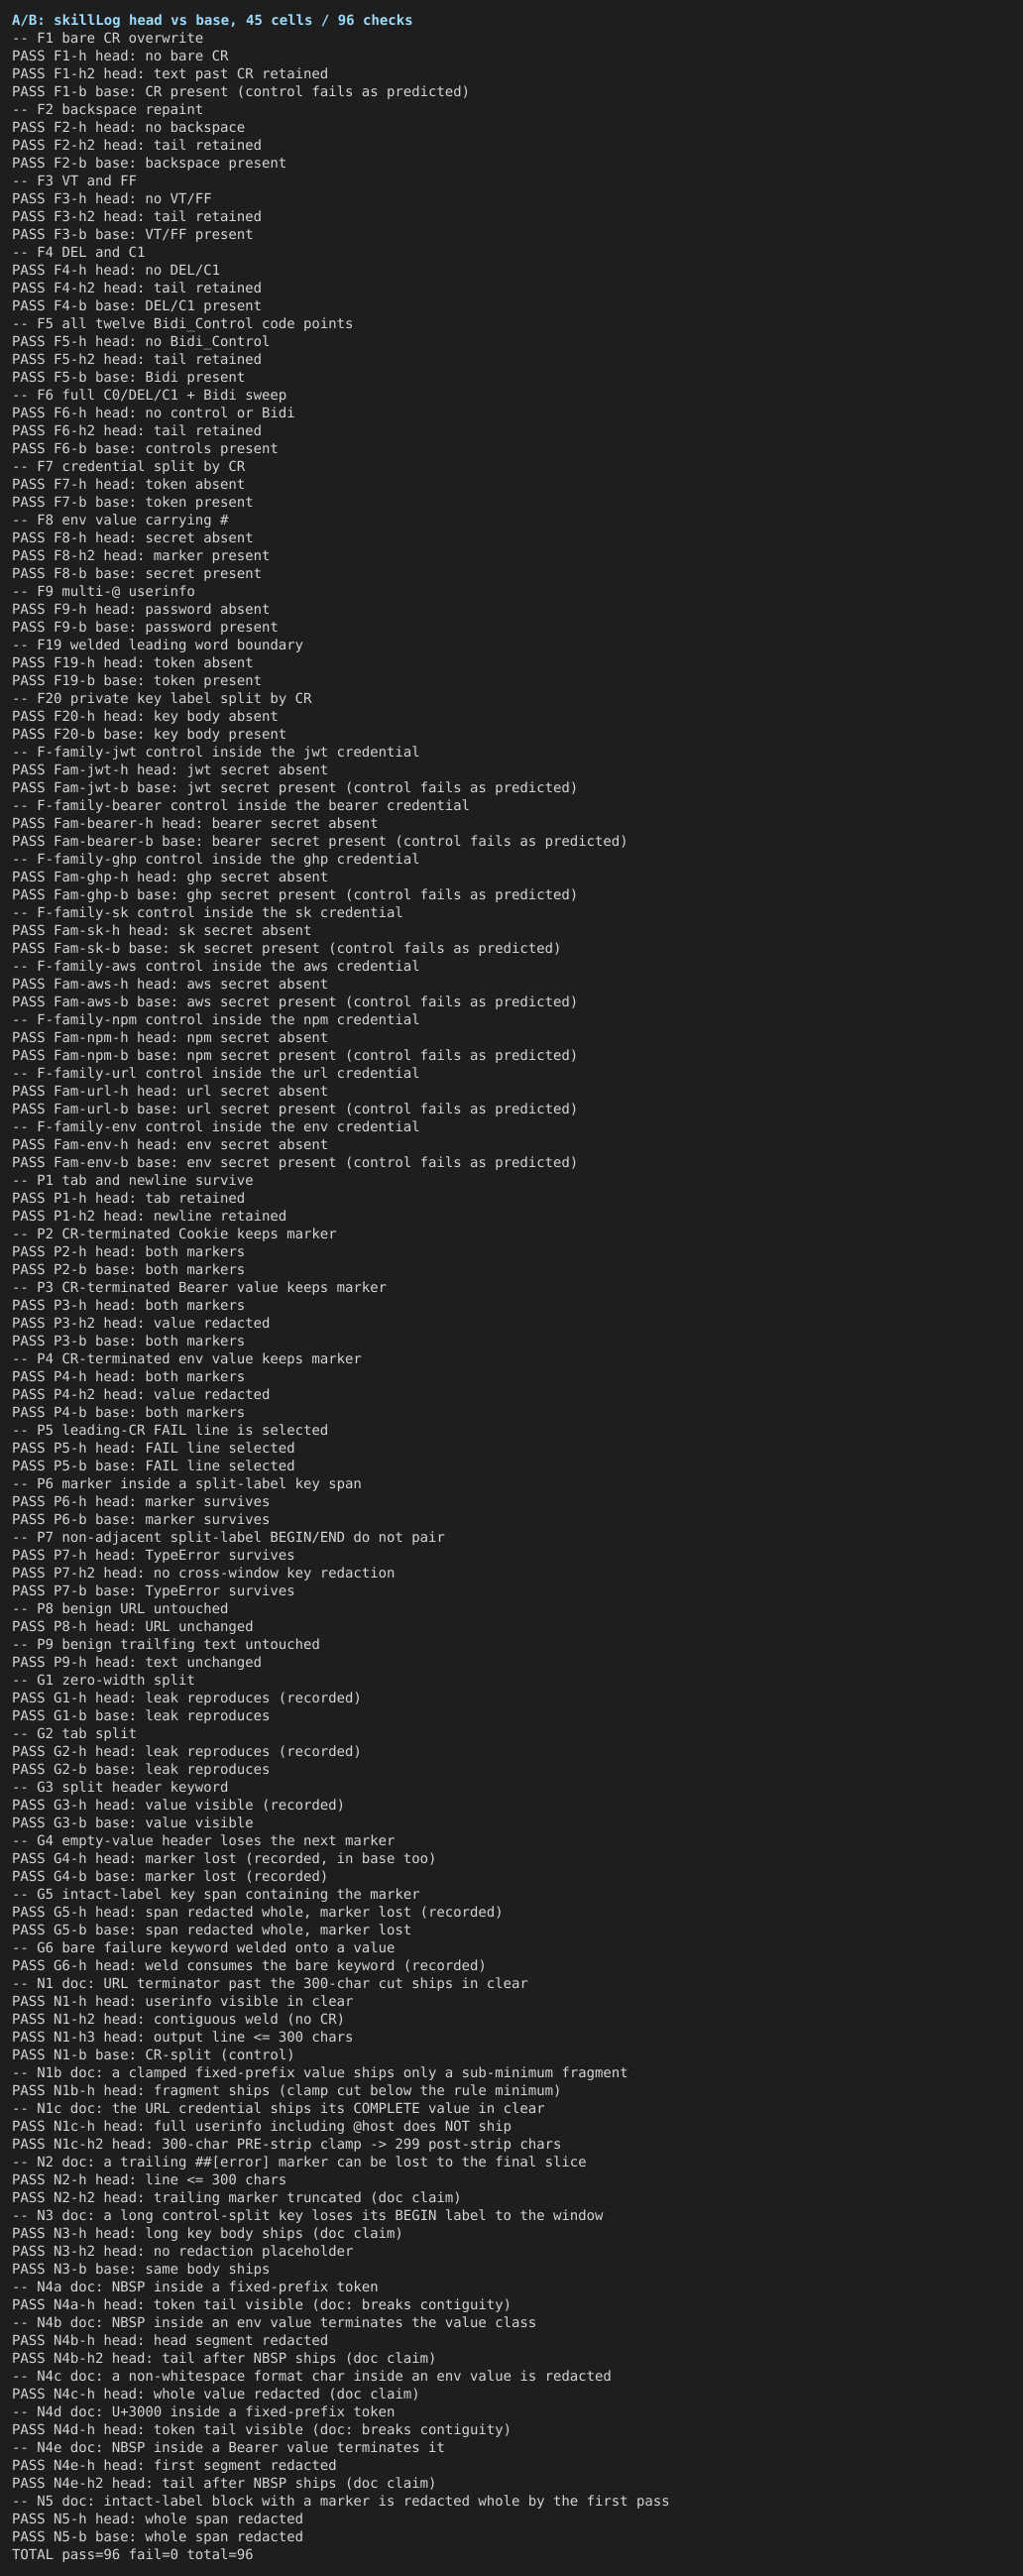 A/B: skillLog head vs base, 45 cells / 96 checks
-- F1 bare CR overwrite
PASS F1-h head: no bare CR
PASS F1-h2 head: text past CR retained
PASS F1-b base: CR present (control fails as predicted)
-- F2 backspace repaint
PASS F2-h head: no backspace
PASS F2-h2 head: tail retained
PASS F2-b base: backspace present
-- F3 VT and FF
PASS F3-h head: no VT/FF
PASS F3-h2 head: tail retained
PASS F3-b base: VT/FF present
-- F4 DEL and C1
PASS F4-h head: no DEL/C1
PASS F4-h2 head: tail retained
PASS F4-b base: DEL/C1 present
-- F5 all twelve Bidi_Control code points
PASS F5-h head: no Bidi_Control
PASS F5-h2 head: tail retained
PASS F5-b base: Bidi present
-- F6 full C0/DEL/C1 + Bidi sweep
PASS F6-h head: no control or Bidi
PASS F6-h2 head: tail retained
PASS F6-b base: controls present
-- F7 credential split by CR
PASS F7-h head: token absent
PASS F7-b base: token present
-- F8 env value carrying #
PASS F8-h head: secret absent
PASS F8-h2 head: marker present
PASS F8-b base: secret present
-- F9 multi-@ userinfo
PASS F9-h head: password absent
PASS F9-b base: password present
-- F19 welded leading word boundary
PASS F19-h head: token absent
PASS F19-b base: token present
-- F20 private key label split by CR
PASS F20-h head: key body absent
PASS F20-b base: key body present
-- F-family-jwt control inside the jwt credential
PASS Fam-jwt-h head: jwt secret absent
PASS Fam-jwt-b base: jwt secret present (control fails as predicted)
-- F-family-bearer control inside the bearer credential
PASS Fam-bearer-h head: bearer secret absent
PASS Fam-bearer-b base: bearer secret present (control fails as predicted)
-- F-family-ghp control inside the ghp credential
PASS Fam-ghp-h head: ghp secret absent
PASS Fam-ghp-b base: ghp secret present (control fails as predicted)
-- F-family-sk control inside the sk credential
PASS Fam-sk-h head: sk secret absent
PASS Fam-sk-b base: sk secret present (control fails as predicted)
-- F-family-aws control inside the aws credential
PASS Fam-aws-h head: aws secret absent
PASS Fam-aws-b base: aws secret present (control fails as predicted)
-- F-family-npm control inside the npm credential
PASS Fam-npm-h head: npm secret absent
PASS Fam-npm-b base: npm secret present (control fails as predicted)
-- F-family-url control inside the url credential
PASS Fam-url-h head: url secret absent
PASS Fam-url-b base: url secret present (control fails as predicted)
-- F-family-env control inside the env credential
PASS Fam-env-h head: env secret absent
PASS Fam-env-b base: env secret present (control fails as predicted)
-- P1 tab and newline survive
PASS P1-h head: tab retained
PASS P1-h2 head: newline retained
-- P2 CR-terminated Cookie keeps marker
PASS P2-h head: both markers
PASS P2-b base: both markers
-- P3 CR-terminated Bearer value keeps marker
PASS P3-h head: both markers
PASS P3-h2 head: value redacted
PASS P3-b base: both markers
-- P4 CR-terminated env value keeps marker
PASS P4-h head: both markers
PASS P4-h2 head: value redacted
PASS P4-b base: both markers
-- P5 leading-CR FAIL line is selected
PASS P5-h head: FAIL line selected
PASS P5-b base: FAIL line selected
-- P6 marker inside a split-label key span
PASS P6-h head: marker survives
PASS P6-b base: marker survives
-- P7 non-adjacent split-label BEGIN/END do not pair
PASS P7-h head: TypeError survives
PASS P7-h2 head: no cross-window key redaction
PASS P7-b base: TypeError survives
-- P8 benign URL untouched
PASS P8-h head: URL unchanged
-- P9 benign trailfing text untouched
PASS P9-h head: text unchanged
-- G1 zero-width split
PASS G1-h head: leak reproduces (recorded)
PASS G1-b base: leak reproduces
-- G2 tab split
PASS G2-h head: leak reproduces (recorded)
PASS G2-b base: leak reproduces
-- G3 split header keyword
PASS G3-h head: value visible (recorded)
PASS G3-b base: value visible
-- G4 empty-value header loses the next marker
PASS G4-h head: marker lost (recorded, in base too)
PASS G4-b base: marker lost (recorded)
-- G5 intact-label key span containing the marker
PASS G5-h head: span redacted whole, marker lost (recorded)
PASS G5-b base: span redacted whole, marker lost
-- G6 bare failure keyword welded onto a value
PASS G6-h head: weld consumes the bare keyword (recorded)
-- N1 doc: URL terminator past the 300-char cut ships in clear
PASS N1-h head: userinfo visible in clear
PASS N1-h2 head: contiguous weld (no CR)
PASS N1-h3 head: output line <= 300 chars
PASS N1-b base: CR-split (control)
-- N1b doc: a clamped fixed-prefix value ships only a sub-minimum fragment
PASS N1b-h head: fragment ships (clamp cut below the rule minimum)
-- N1c doc: the URL credential ships its COMPLETE value in clear
PASS N1c-h head: full userinfo including @host does NOT ship
PASS N1c-h2 head: 300-char PRE-strip clamp -> 299 post-strip chars
-- N2 doc: a trailing ##[error] marker can be lost to the final slice
PASS N2-h head: line <= 300 chars
PASS N2-h2 head: trailing marker truncated (doc claim)
-- N3 doc: a long control-split key loses its BEGIN label to the window
PASS N3-h head: long key body ships (doc claim)
PASS N3-h2 head: no redaction placeholder
PASS N3-b base: same body ships
-- N4a doc: NBSP inside a fixed-prefix token
PASS N4a-h head: token tail visible (doc: breaks contiguity)
-- N4b doc: NBSP inside an env value terminates the value class
PASS N4b-h head: head segment redacted
PASS N4b-h2 head: tail after NBSP ships (doc claim)
-- N4c doc: a non-whitespace format char inside an env value is redacted
PASS N4c-h head: whole value redacted (doc claim)
-- N4d doc: U+3000 inside a fixed-prefix token
PASS N4d-h head: token tail visible (doc: breaks contiguity)
-- N4e doc: NBSP inside a Bearer value terminates it
PASS N4e-h head: first segment redacted
PASS N4e-h2 head: tail after NBSP ships (doc claim)
-- N5 doc: intact-label block with a marker is redacted whole by the first pass
PASS N5-h head: whole span redacted
PASS N5-b base: whole span redacted
TOTAL pass=96 fail=0 total=96